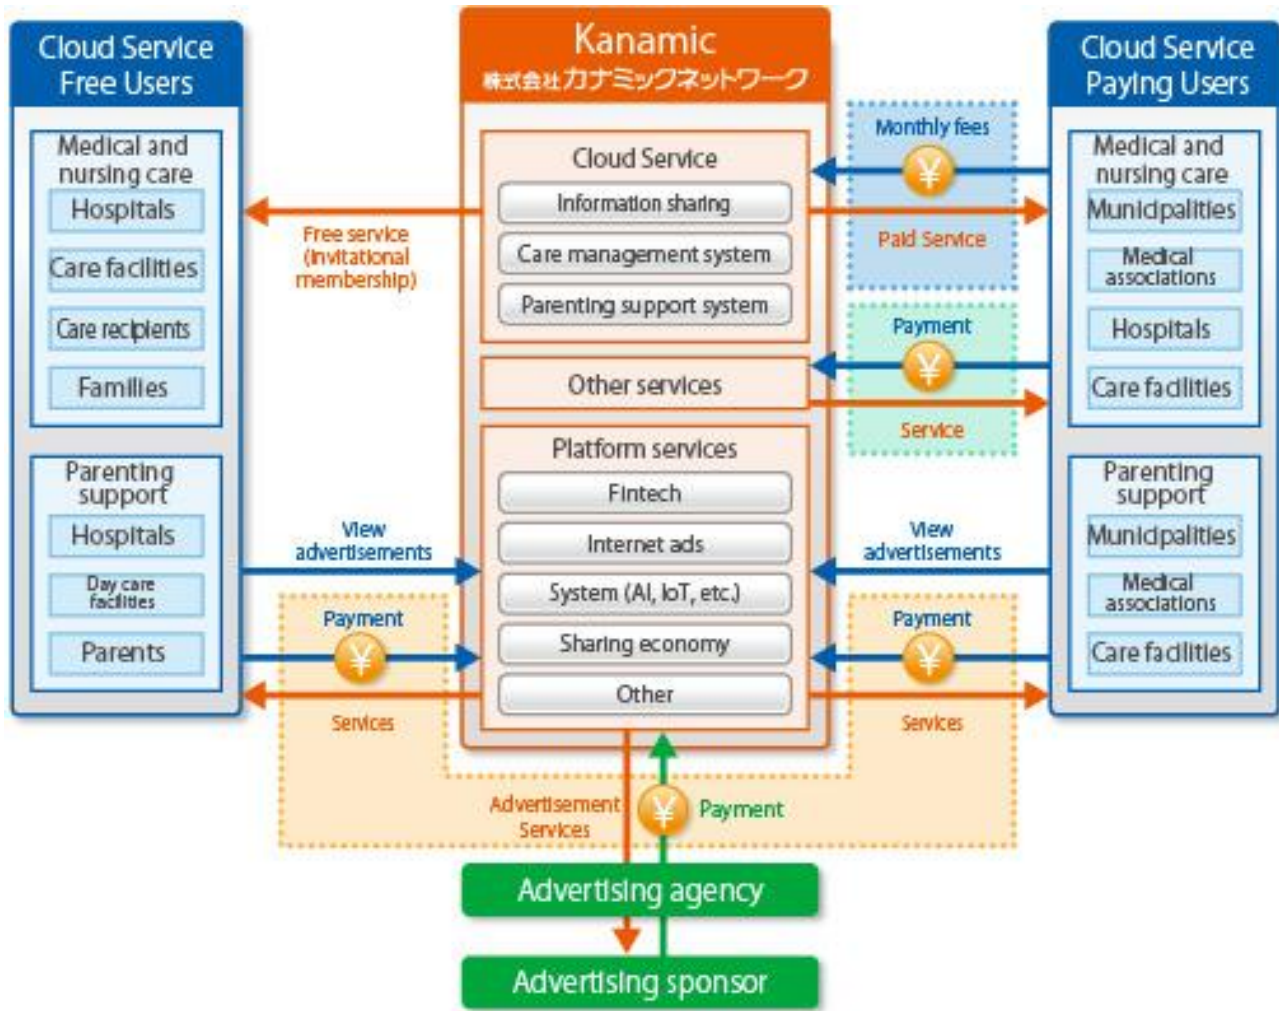 Cloud Service
Free Users
Medical and
nursing care
Hospitals
Care facilities
Care recipients
Families
Parenting
support
Hospitals
Day care
facilities
Parents
Free service
(invitational
membership)
View
advertisements
Payment
¥
Services
Kanamic
株式会社カナミックネットワーク
Cloud Service
Information sharing
Care management system
Parenting support system
Other services
Platform services
Fintech
Internet ads
System (AI, IoT, etc.)
Sharing economy
Other
Monthly fees
¥
Paid Service
Payment
¥
Service
View
advertisements
Payment
¥
Services
Cloud Service
Paying Users
Medical and
nursing care
Municipalities
Medical
associations
Hospitals
Care facilities
Parenting
support
Municipalities
Medical
associations
Care facilities
Advertisement
Services
¥
Payment
Advertising agency
Advertising sponsor